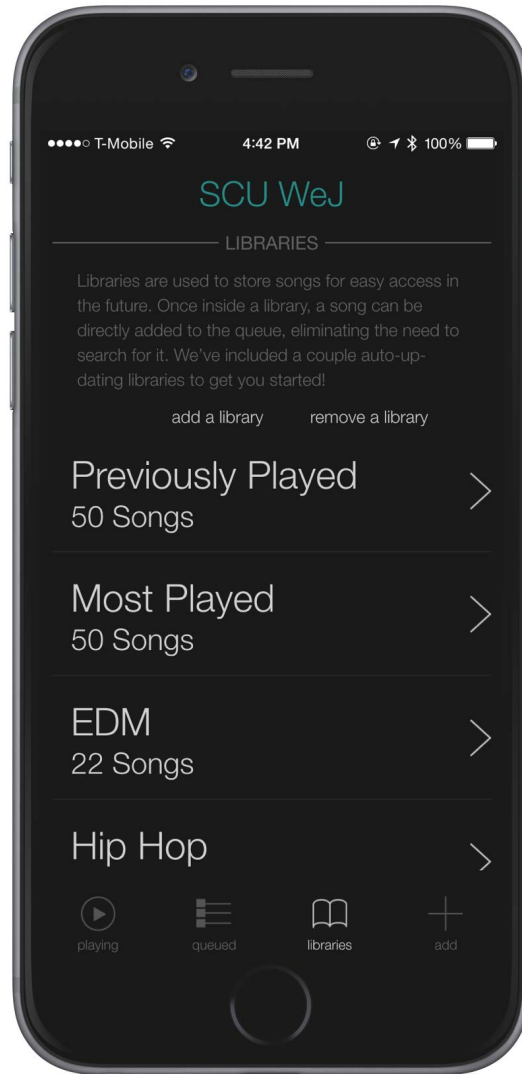 T-Mobile 4:42 PM 100%
SCU WeJ
LIBRARIES
Libraries are used to store songs for easy access in
the future. Once inside a library, a song can be
directly added to the queue, eliminating the need to
search for it. We've included a couple auto-up-
dating libraries to get you started!
add a library remove a library
Previously Played
50 Songs
Most Played
50 Songs
EDM
22 Songs
Hip Hop
playing queued libraries add